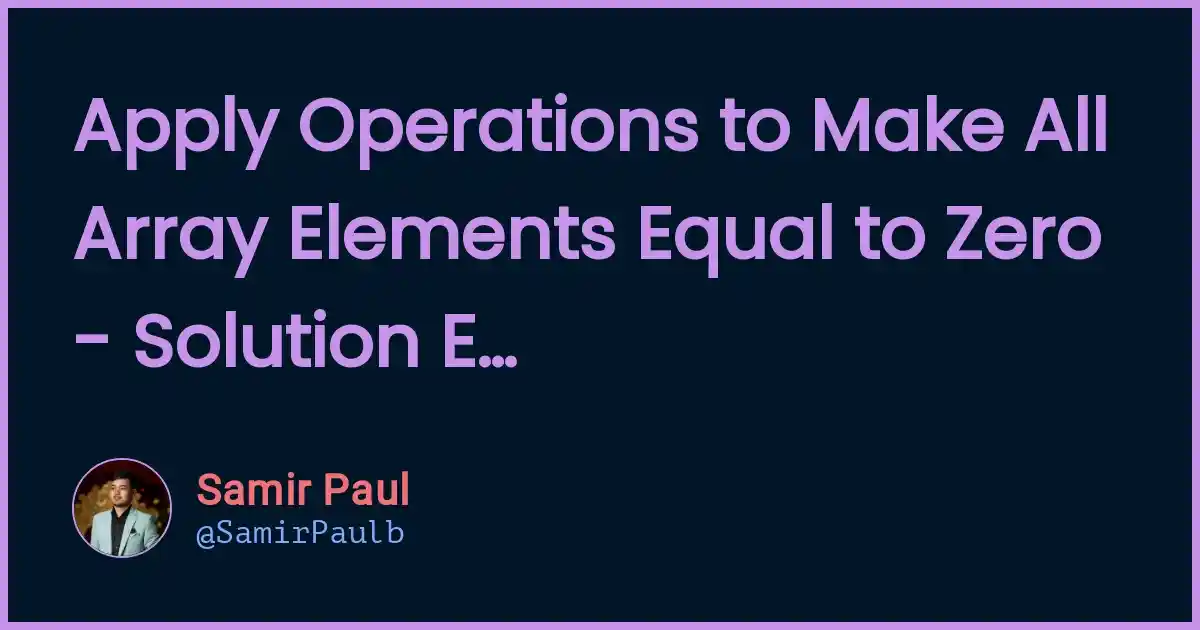 Apply Operations to Make All
Array Elements Equal to Zero
- Solution E...
Samir Paul
@SamirPaulb